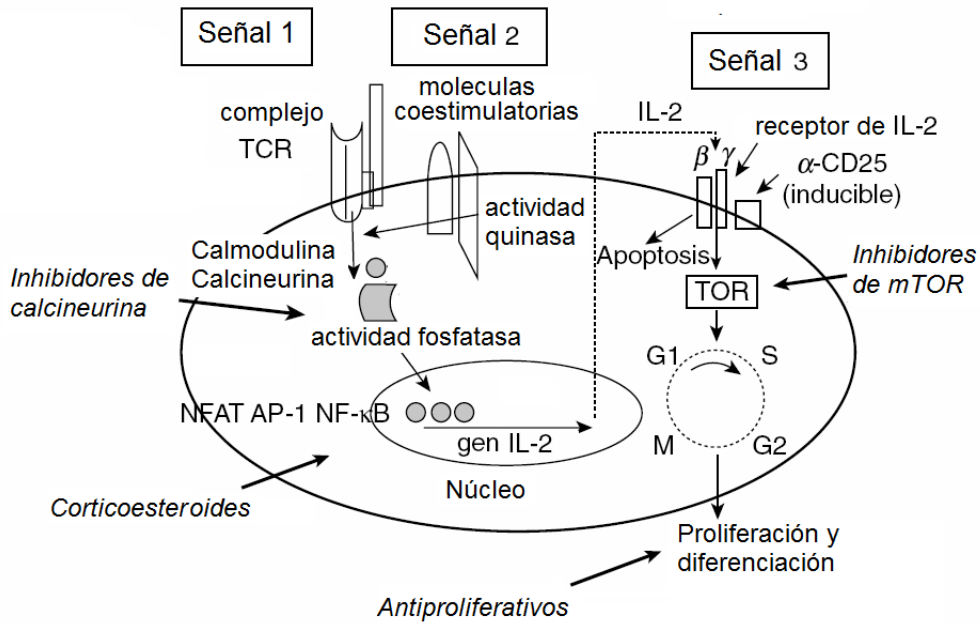 Señal 1
Señal 2
Señal 3
complejo
TCR
moleculas
coestimulatorias
IL-2
receptor de IL-2
β γ
α-CD25
(inducible)
actividad
quinasa
Calmodulina
Calcineurina
Inhibidores de
calcineurina
Apoptosis
Inhibidores
de mTOR
TOR
actividad fosfatasa
G1
S
NFAT AP-1 NF-κB
gen IL-2
M
G2
Núcleo
Corticoesteroides
Proliferación y
diferenciación
Antiproliferativos